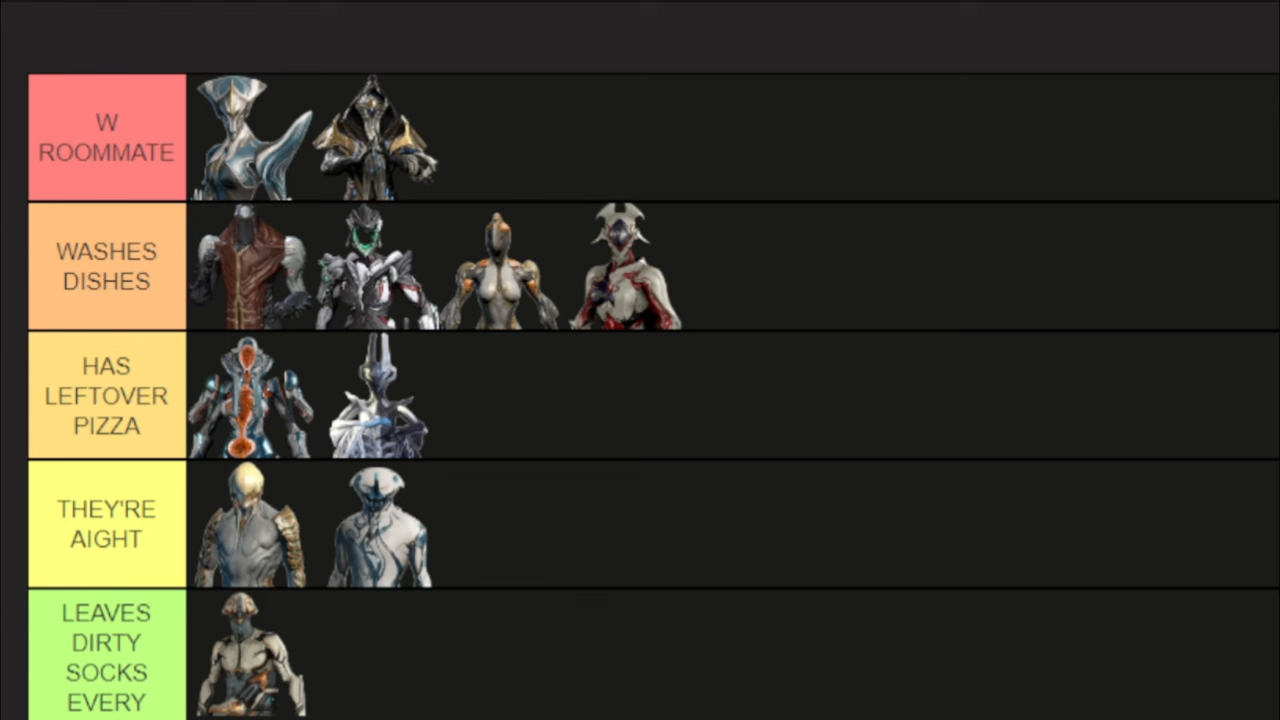 W
ROOMMATE
WASHES
DISHES
HAS
LEFTOVER
PIZZA
THEY'RE
AIGHT
LEAVES
DIRTY
SOCKS
EVERY